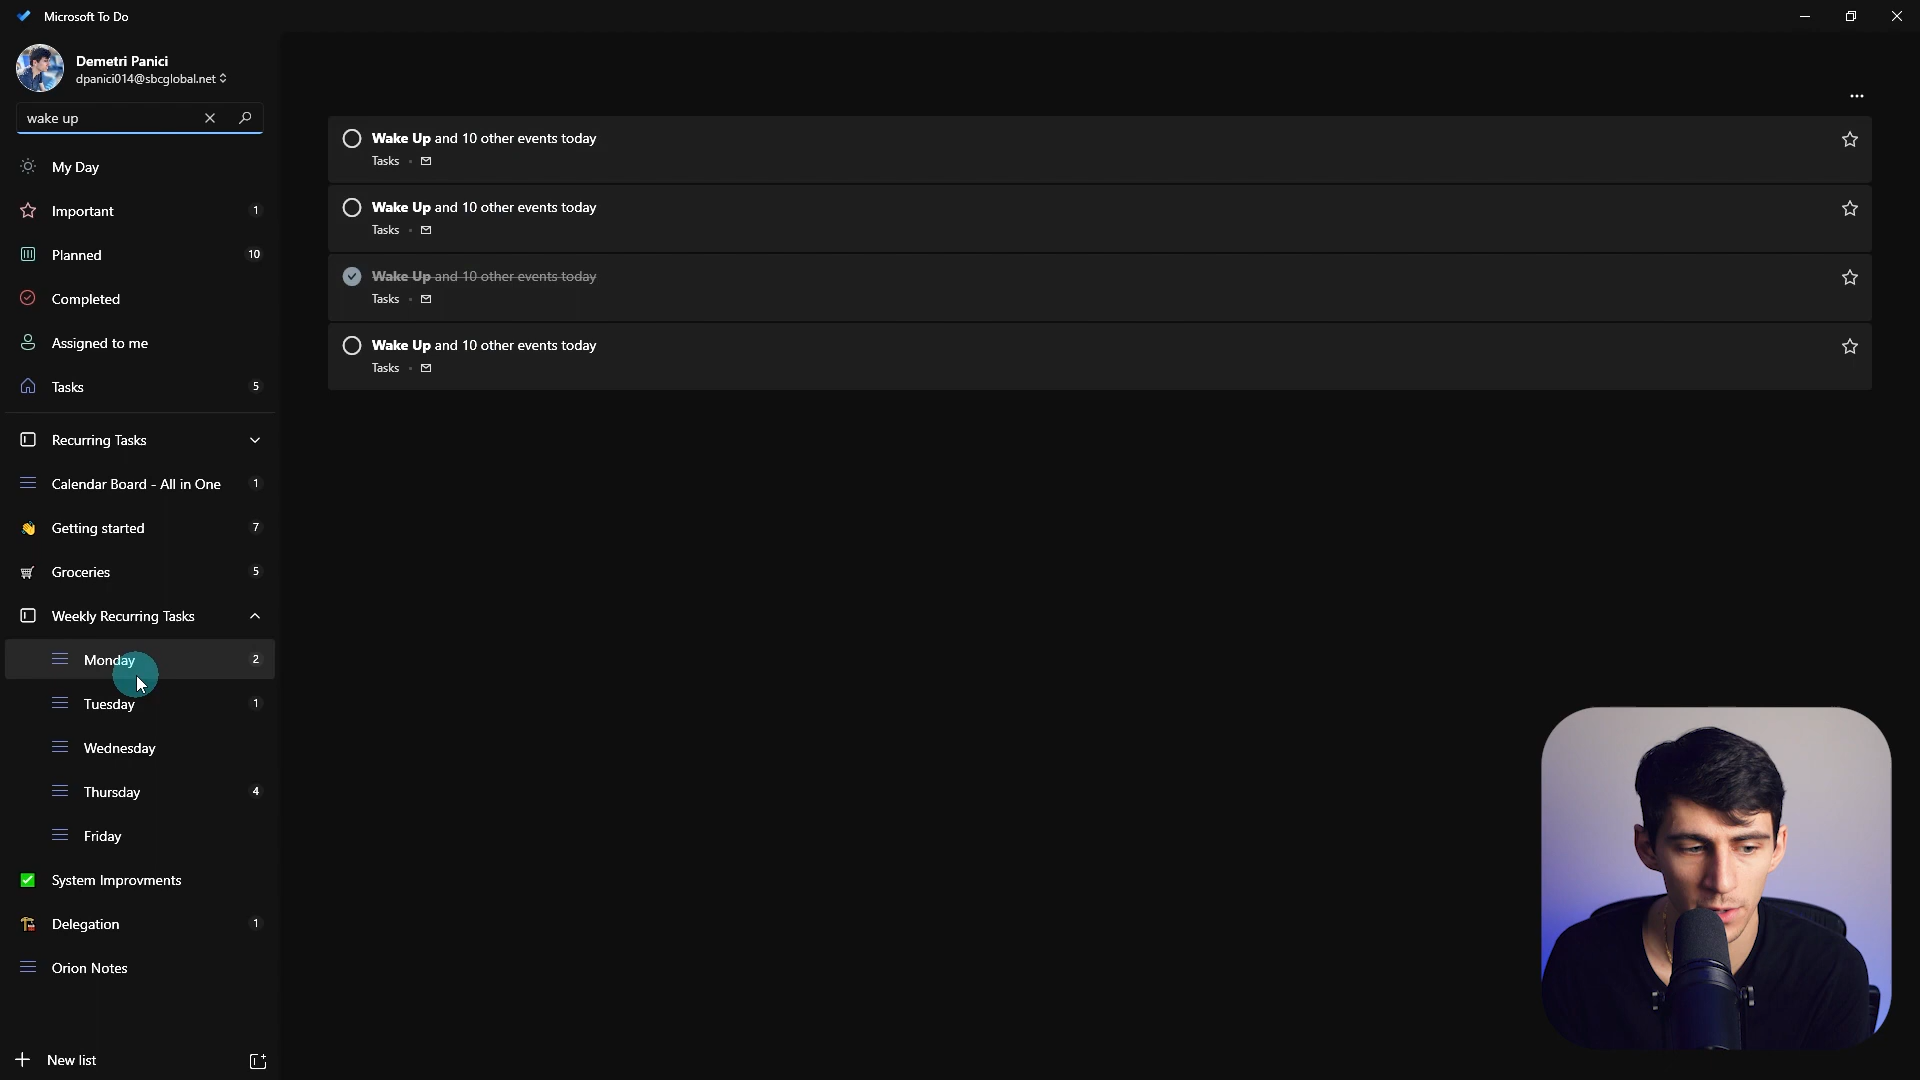 Microsoft To Do
Demetri Panici
dpanici014@sbcglobal.net
wake up
My Day
Important 1
Planned 10
Completed
Assigned to me
Tasks 5
Recurring Tasks
Calendar Board - All in One 1
Getting started 7
Groceries 5
Weekly Recurring Tasks
Monday 2
Tuesday 1
Wednesday
Thursday 4
Friday
System Improvments
Delegation 1
Orion Notes
New list
Wake Up and 10 other events today
Tasks
Wake Up and 10 other events today
Tasks
Wake Up and 10 other events today
Tasks
Wake Up and 10 other events today
Tasks